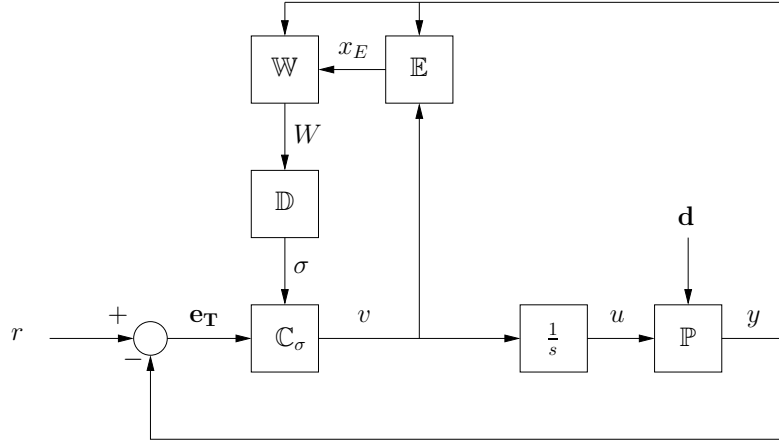 𝕎
x_E
𝔼
W
𝔻
σ
d
r
+
−
e_T
ℂ_σ
v
1/s
u
ℙ
y